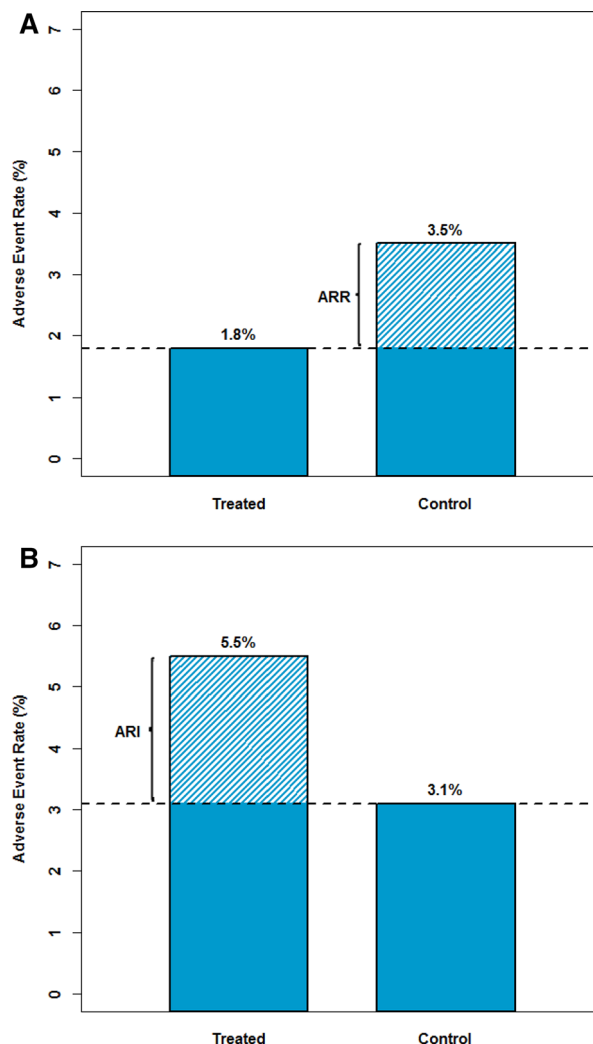 A
Adverse Event Rate (%)
7
6
5
4
3
2
1
0
3.5%
ARR
1.8%
Treated Control
B
Adverse Event Rate (%)
7
6
5
4
3
2
1
0
5.5%
ARI
3.1%
Treated Control